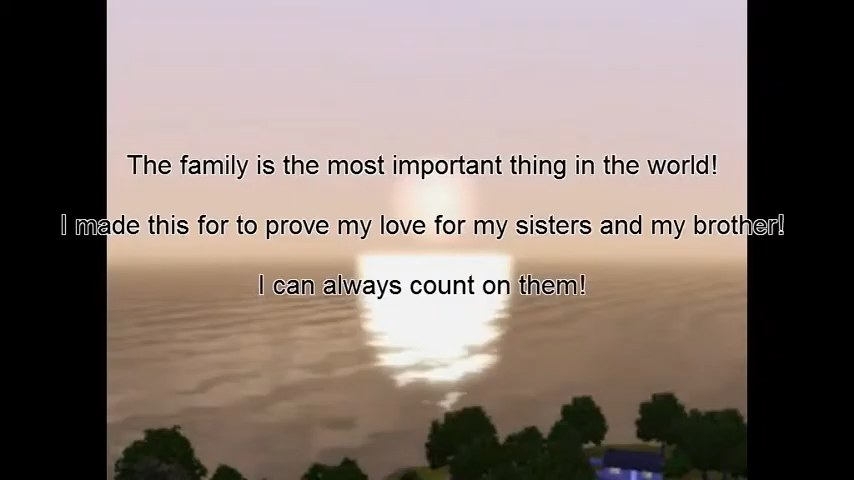 The family is the most important thing in the world!
I made this for to prove my love for my sisters and my brother!
I can always count on them!